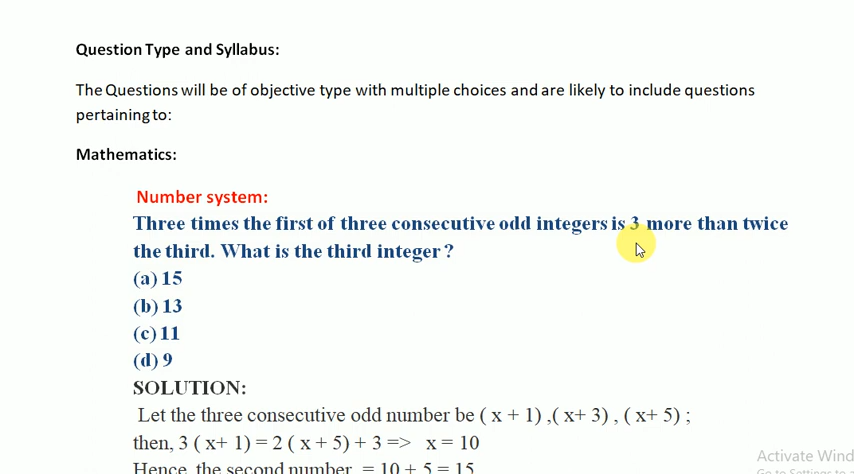 Question Type and Syllabus:
The Questions will be of objective type with multiple choices and are likely to include questions
pertaining to:
Mathematics:
Number system:
Three times the first of three consecutive odd integers is 3 more than twice
the third. What is the third integer ?
(a) 15
(b) 13
(c) 11
(d) 9
SOLUTION:
Let the three consecutive odd number be ( x + 1) ,( x+ 3) , ( x+ 5) ;
then, 3 ( x+ 1) = 2 ( x + 5) + 3 => x = 10
Hence, the second number = 10 + 5 = 15
Activate Wind
Go to Settings to a